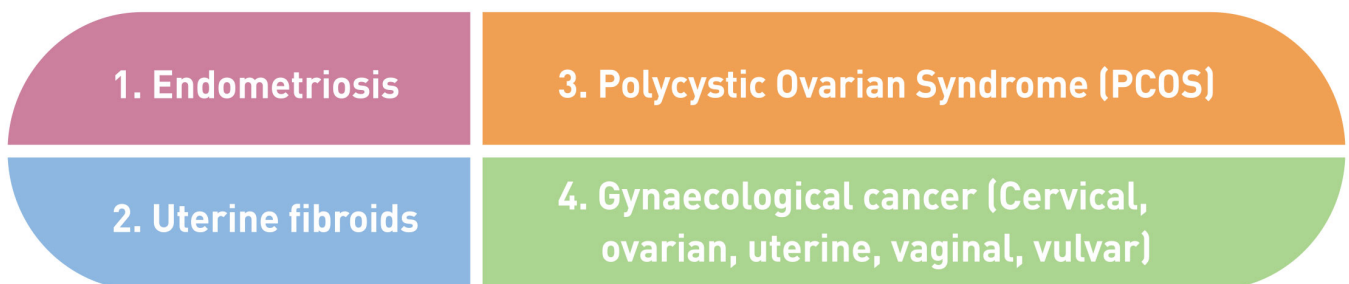 1. Endometriosis
2. Uterine fibroids
3. Polycystic Ovarian Syndrome (PCOS)
4. Gynaecological cancer (Cervical,
ovarian, uterine, vaginal, vulvar)